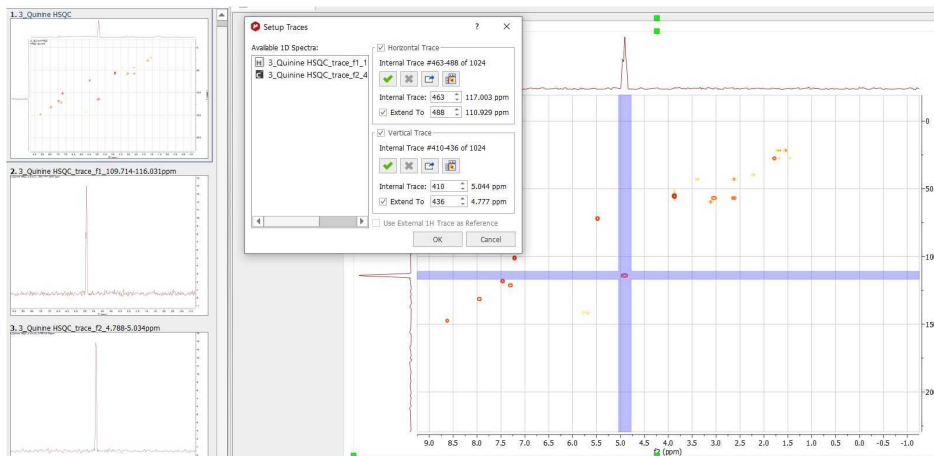 1. 3_Quinine HSQC
2. 3_Quinine HSQC_trace_f1_109.714-116.031ppm
3. 3_Quinine HSQC_trace_f2_4.788-5.034ppm
Setup Traces
?
Available 1D Spectra:
H 3_Quinine HSQC_trace_f1_1
C 3_Quinine HSQC_trace_f2_4
Horizontal Trace
Internal Trace #463-488 of 1024
Internal Trace: 463 117.003 ppm
Extend To 488 110.929 ppm
Vertical Trace
Internal Trace #410-436 of 1024
Internal Trace: 410 5.044 ppm
Extend To 436 4.777 ppm
Use External 1H Trace as Reference
OK Cancel
-0
-50
-10
-15
-20
9.0 8.5 8.0 7.5 7.0 6.5 6.0 5.5 5.0 4.5 4.0 3.5 3.0 2.5 2.0 1.5 1.0 0.5 0.0 -0.5 -1.0
f2 (ppm)